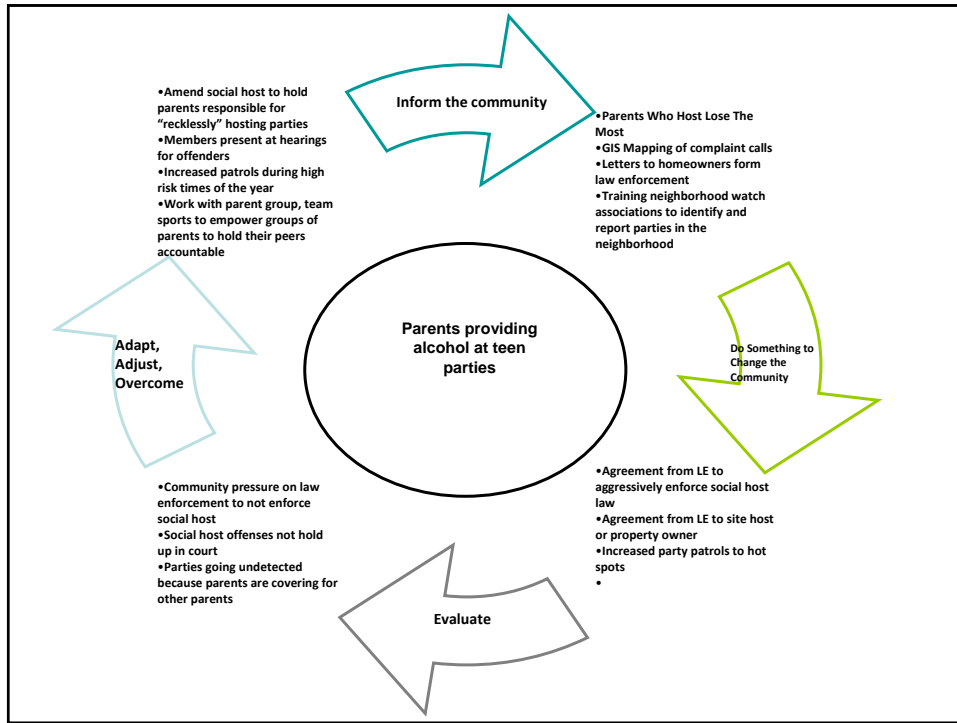 Inform the community
•Parents Who Host Lose The
Most
•GIS Mapping of complaint calls
•Letters to homeowners form
law enforcement
•Training neighborhood watch
associations to identify and
report parties in the
neighborhood
Do Something to
Change the
Community
•Agreement from LE to
aggressively enforce social host
law
•Agreement from LE to site host
or property owner
•Increased party patrols to hot
spots
•
Evaluate
•Community pressure on law
enforcement to not enforce
social host
•Social host offenses not hold
up in court
•Parties going undetected
because parents are covering for
other parents
Adapt,
Adjust,
Overcome
•Amend social host to hold
parents responsible for
“recklessly” hosting parties
•Members present at hearings
for offenders
•Increased patrols during high
risk times of the year
•Work with parent group, team
sports to empower groups of
parents to hold their peers
accountable
Parents providing
alcohol at teen
parties